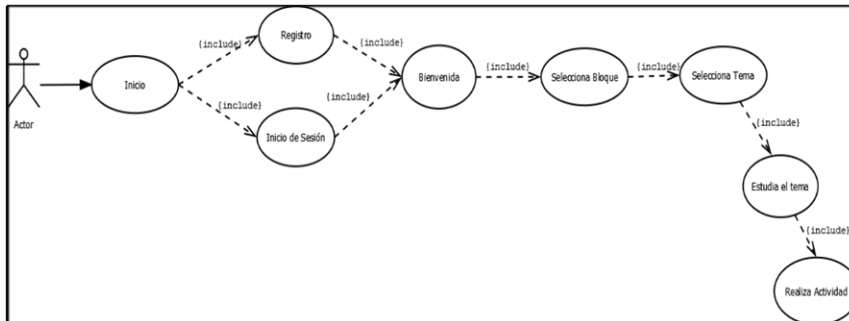 Actor
Inicio
{include}
{include}
Registro
Inicio de Sesión
{include}
{include}
Bienvenida
{include}
Selecciona Bloque
{include}
Selecciona Tema
{include}
Estudia el tema
{include}
Realiza Actividad